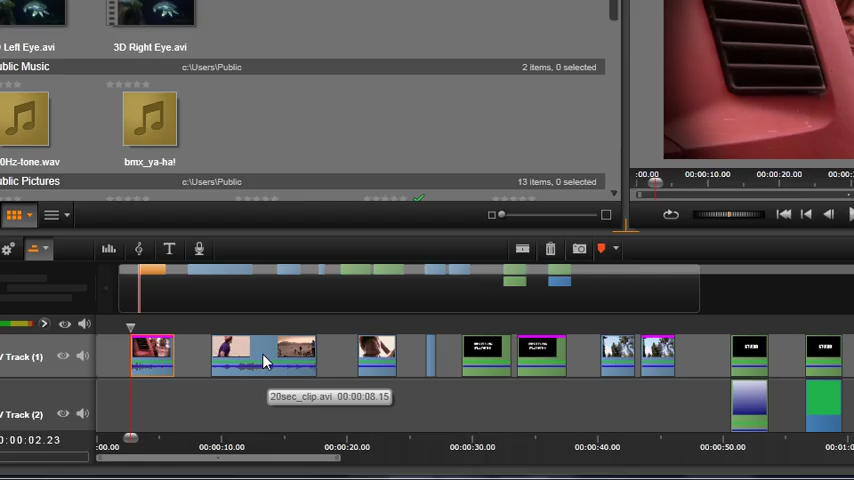 Left Eye.avi
3D Right Eye.avi
ublic Music
c:\Users\Public
2 items, 0 selected
0Hz-tone.wav
bmx_ya-ha!
ublic Pictures
c:\Users\Public
13 items, 0 selected
:00.00
00:00:10.00
00:00:20.00
00:00:3
V Track (1)
20sec_clip.avi 00:00:08.15
STUDIO
V Track (2)
0:00:02.23
:00.00
00:00:10.00
00:00:30.00
00:00:40.00
00:00:50.00
00:01:0